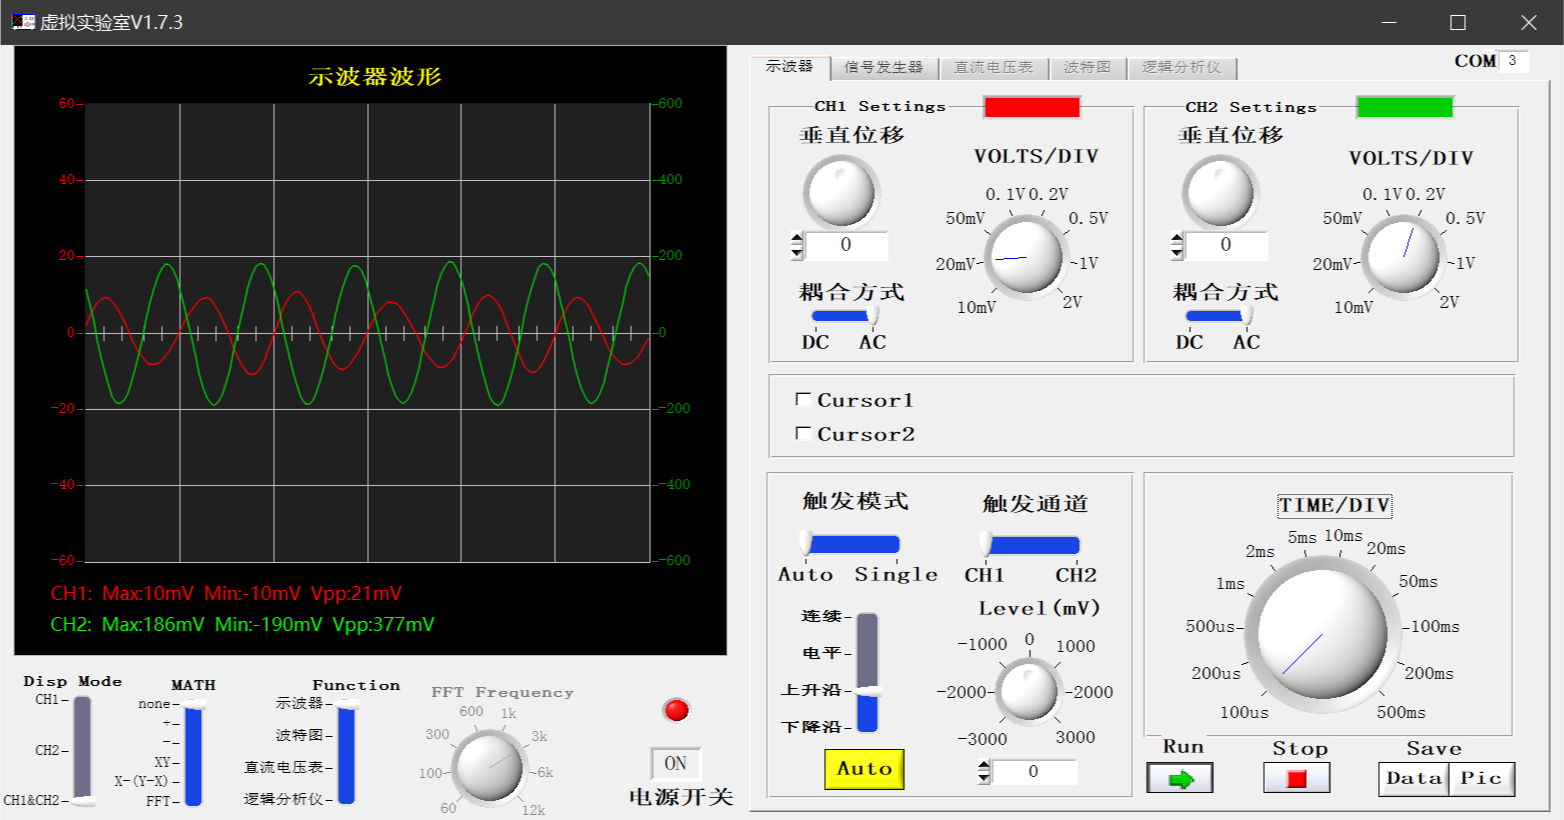 虚拟实验室V1.7.3
示波器波形
60 600
40 400
20 200
0 0
-20 -200
-40 -400
-60 -600
CH1: Max:10mV Min:-10mV Vpp:21mV
CH2: Max:186mV Min:-190mV Vpp:377mV
Disp Mode
CH1
CH2
CH1&CH2
MATH
none
+
-
XY
X-(Y-X)
FFT
Function
示波器
波特图
直流电压表
逻辑分析仪
FFT Frequency
600 1k
300 3k
100 6k
60 12k
ON
电源开关
示波器 信号发生器 直流电压表 波特图 逻辑分析仪
COM 3
CH1 Settings
垂直位移
0
耦合方式
DC AC
VOLTS/DIV
0.1V 0.2V
50mV 0.5V
20mV 1V
10mV 2V
CH2 Settings
垂直位移
0
耦合方式
DC AC
VOLTS/DIV
0.1V 0.2V
50mV 0.5V
20mV 1V
10mV 2V
Cursor1
Cursor2
触发模式
Auto Single
触发通道
CH1 CH2
连续
电平
上升沿
下降沿
Auto
Level(mV)
-1000 0 1000
-2000 2000
-3000 3000
0
TIME/DIV
5ms 10ms
2ms 20ms
1ms 50ms
500us 100ms
200us 200ms
100us 500ms
Run Stop Save
Data Pic